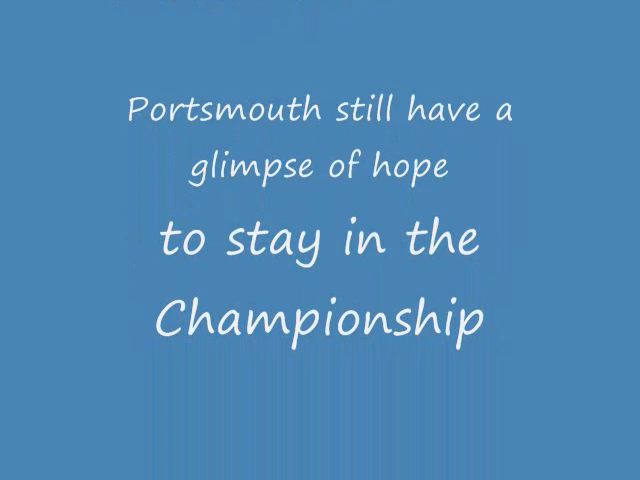 Portsmouth still have a
glimpse of hope
to stay in the
Championship